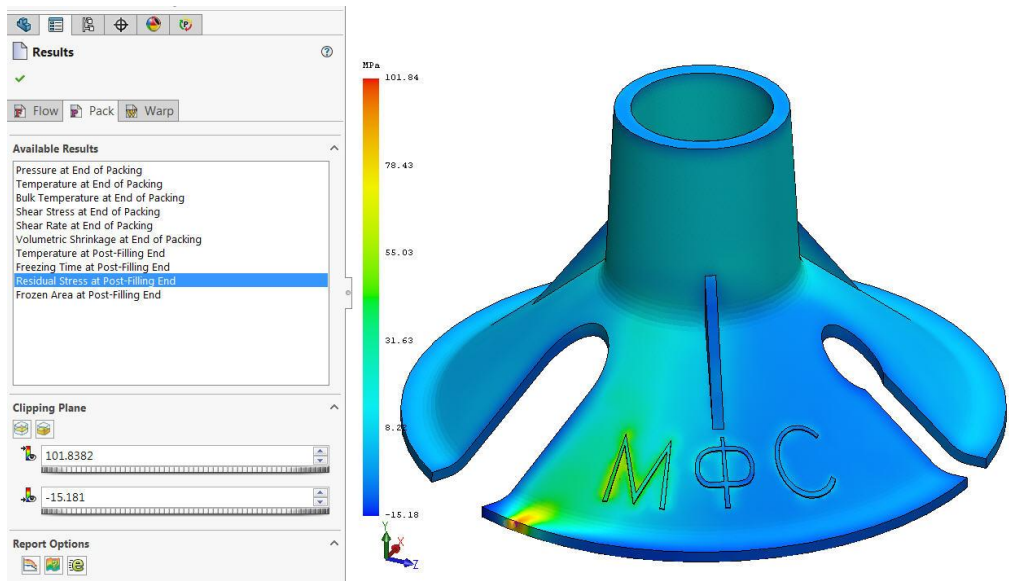 Results
Flow Pack Warp
Available Results
Pressure at End of Packing
Temperature at End of Packing
Bulk Temperature at End of Packing
Shear Stress at End of Packing
Shear Rate at End of Packing
Volumetric Shrinkage at End of Packing
Temperature at Post-Filling End
Freezing Time at Post-Filling End
Residual Stress at Post-Filling End
Frozen Area at Post-Filling End
Clipping Plane
101.8382
-15.181
Report Options
MPa
101.84
78.43
55.03
31.63
-15.18
МФС
Y
X
Z